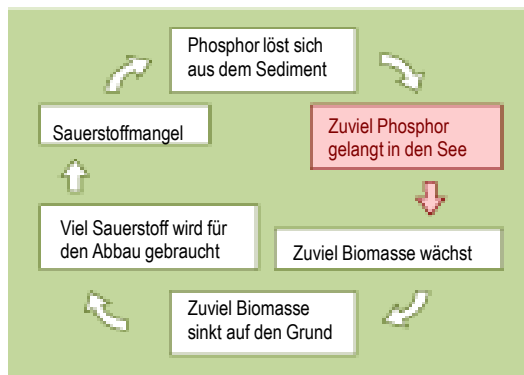 Phosphor löst sich
aus dem Sediment
Zuviel Phosphor
gelangt in den See
Zuviel Biomasse wächst
Zuviel Biomasse
sinkt auf den Grund
Viel Sauerstoff wird für
den Abbau gebraucht
Sauerstoffmangel